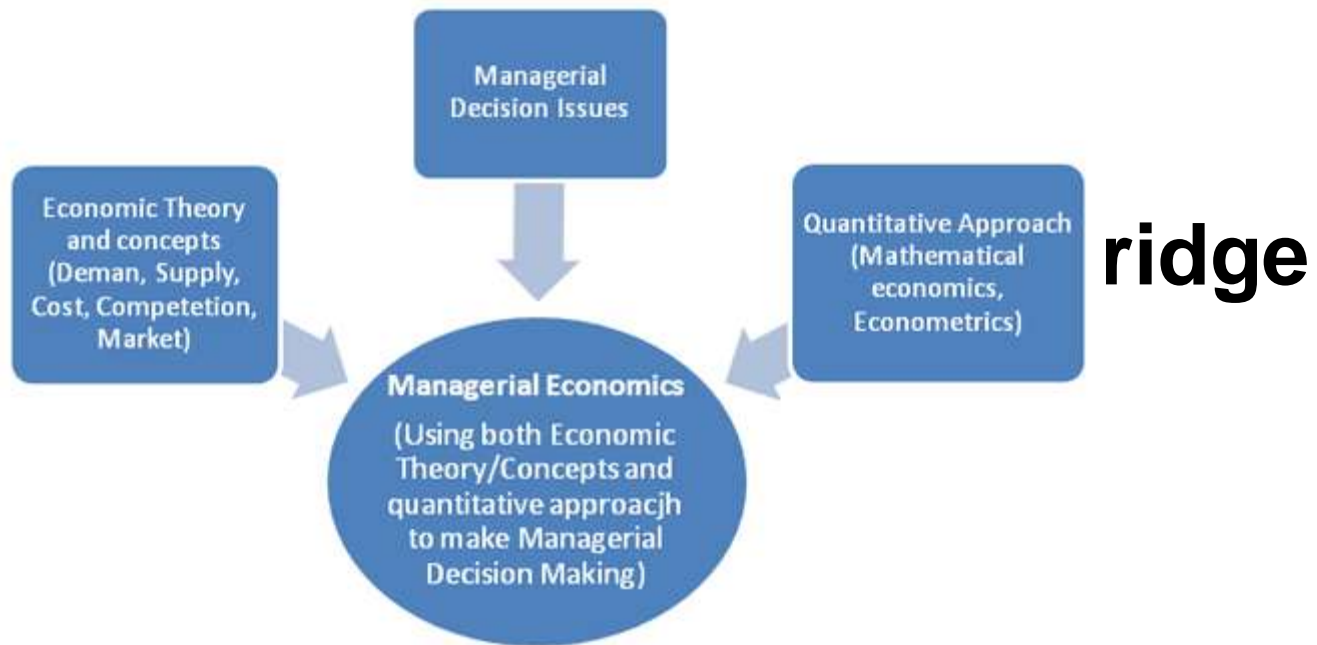 Managerial
Decision Issues
Economic Theory
and concepts
(Deman, Supply,
Cost, Competetion,
Market)
Quantitative Approach
(Mathematical
economics,
Econometrics)
ridge
Managerial Economics
(Using both Economic
Theory/Concepts and
quantitative approacjh
to make Managerial
Decision Making)